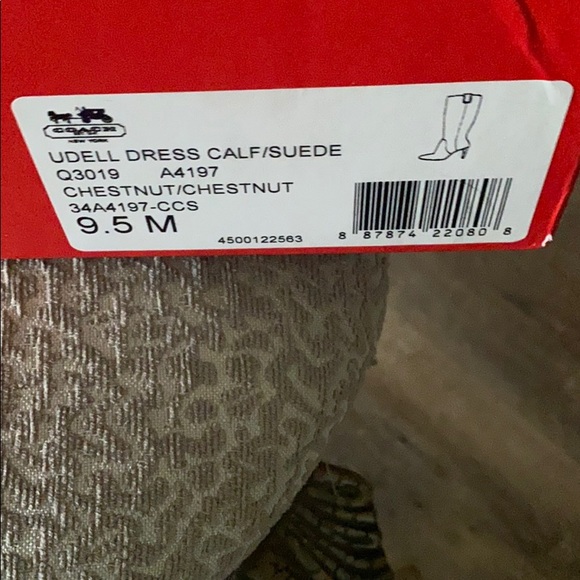 COACH
NEW YORK
UDELL DRESS CALF/SUEDE
Q3019 A4197
CHESTNUT/CHESTNUT
34A4197-CCS
9.5 M
4500122563
8 87874 22080 8